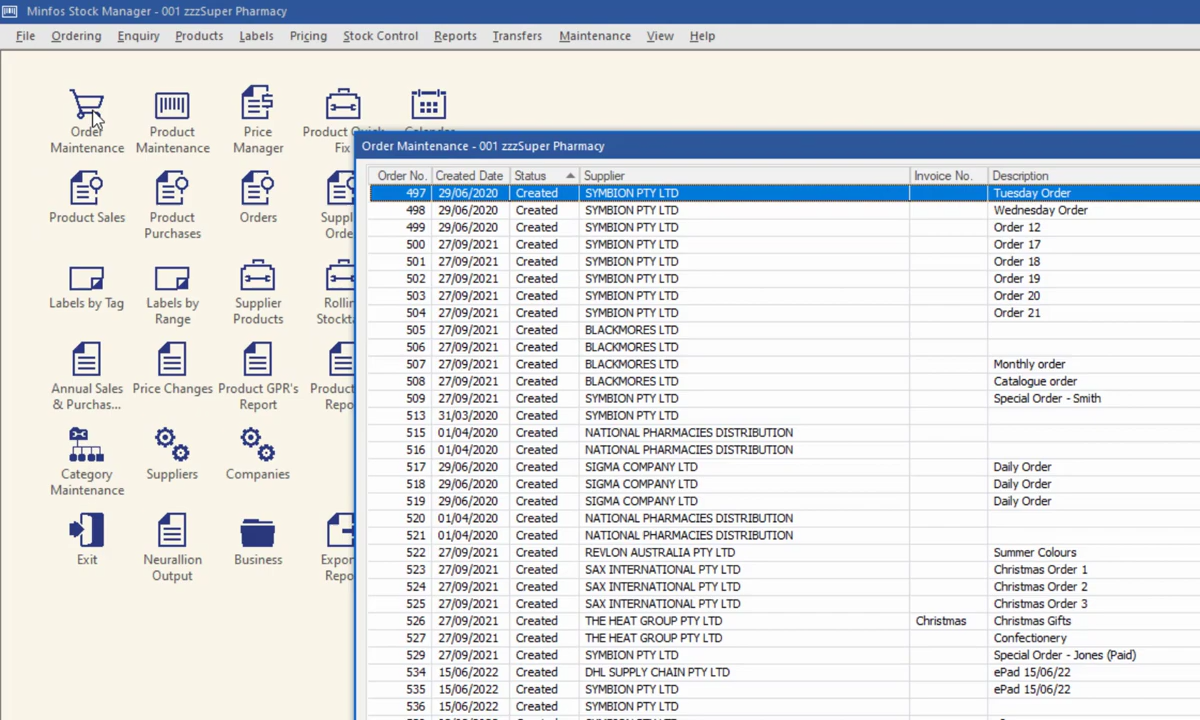 Minfos Stock Manager - 001 zzzSuper Pharmacy
File Ordering Enquiry Products Labels Pricing Stock Control Reports Transfers Maintenance View Help
Order Maintenance
Product Maintenance
Price Manager
Product Quick Fix
Calendar
Product Sales
Product Purchases
Orders
Labels by Tag
Labels by Range
Supplier Products
Annual Sales & Purchas...
Price Changes
Product GPR's Report
Product
Category Maintenance
Suppliers
Companies
Exit
Neurallion Output
Business
Order Maintenance - 001 zzzSuper Pharmacy
Order No. Created Date Status Supplier Invoice No. Description
497 29/06/2020 Created SYMBION PTY LTD Tuesday Order
498 29/06/2020 Created SYMBION PTY LTD Wednesday Order
499 29/06/2020 Created SYMBION PTY LTD Order 12
500 27/09/2021 Created SYMBION PTY LTD Order 17
501 27/09/2021 Created SYMBION PTY LTD Order 18
502 27/09/2021 Created SYMBION PTY LTD Order 19
503 27/09/2021 Created SYMBION PTY LTD Order 20
504 27/09/2021 Created SYMBION PTY LTD Order 21
505 27/09/2021 Created BLACKMORES LTD
506 27/09/2021 Created BLACKMORES LTD
507 27/09/2021 Created BLACKMORES LTD Monthly order
508 27/09/2021 Created BLACKMORES LTD Catalogue order
509 27/09/2021 Created SYMBION PTY LTD Special Order - Smith
513 31/03/2020 Created SYMBION PTY LTD
515 01/04/2020 Created NATIONAL PHARMACIES DISTRIBUTION
516 01/04/2020 Created NATIONAL PHARMACIES DISTRIBUTION
517 29/06/2020 Created SIGMA COMPANY LTD Daily Order
518 29/06/2020 Created SIGMA COMPANY LTD Daily Order
519 29/06/2020 Created SIGMA COMPANY LTD Daily Order
520 01/04/2020 Created NATIONAL PHARMACIES DISTRIBUTION
521 01/04/2020 Created NATIONAL PHARMACIES DISTRIBUTION
522 27/09/2021 Created REVLON AUSTRALIA PTY LTD Summer Colours
523 27/09/2021 Created SAX INTERNATIONAL PTY LTD Christmas Order 1
524 27/09/2021 Created SAX INTERNATIONAL PTY LTD Christmas Order 2
525 27/09/2021 Created SAX INTERNATIONAL PTY LTD Christmas Order 3
526 27/09/2021 Created THE HEAT GROUP PTY LTD Christmas Christmas Gifts
527 27/09/2021 Created THE HEAT GROUP PTY LTD Confectionery
529 27/09/2021 Created SYMBION PTY LTD Special Order - Jones (Paid)
534 15/06/2022 Created DHL SUPPLY CHAIN PTY LTD ePad 15/06/22
535 15/06/2022 Created SYMBION PTY LTD ePad 15/06/22
536 15/06/2022 Created SYMBION PTY LTD